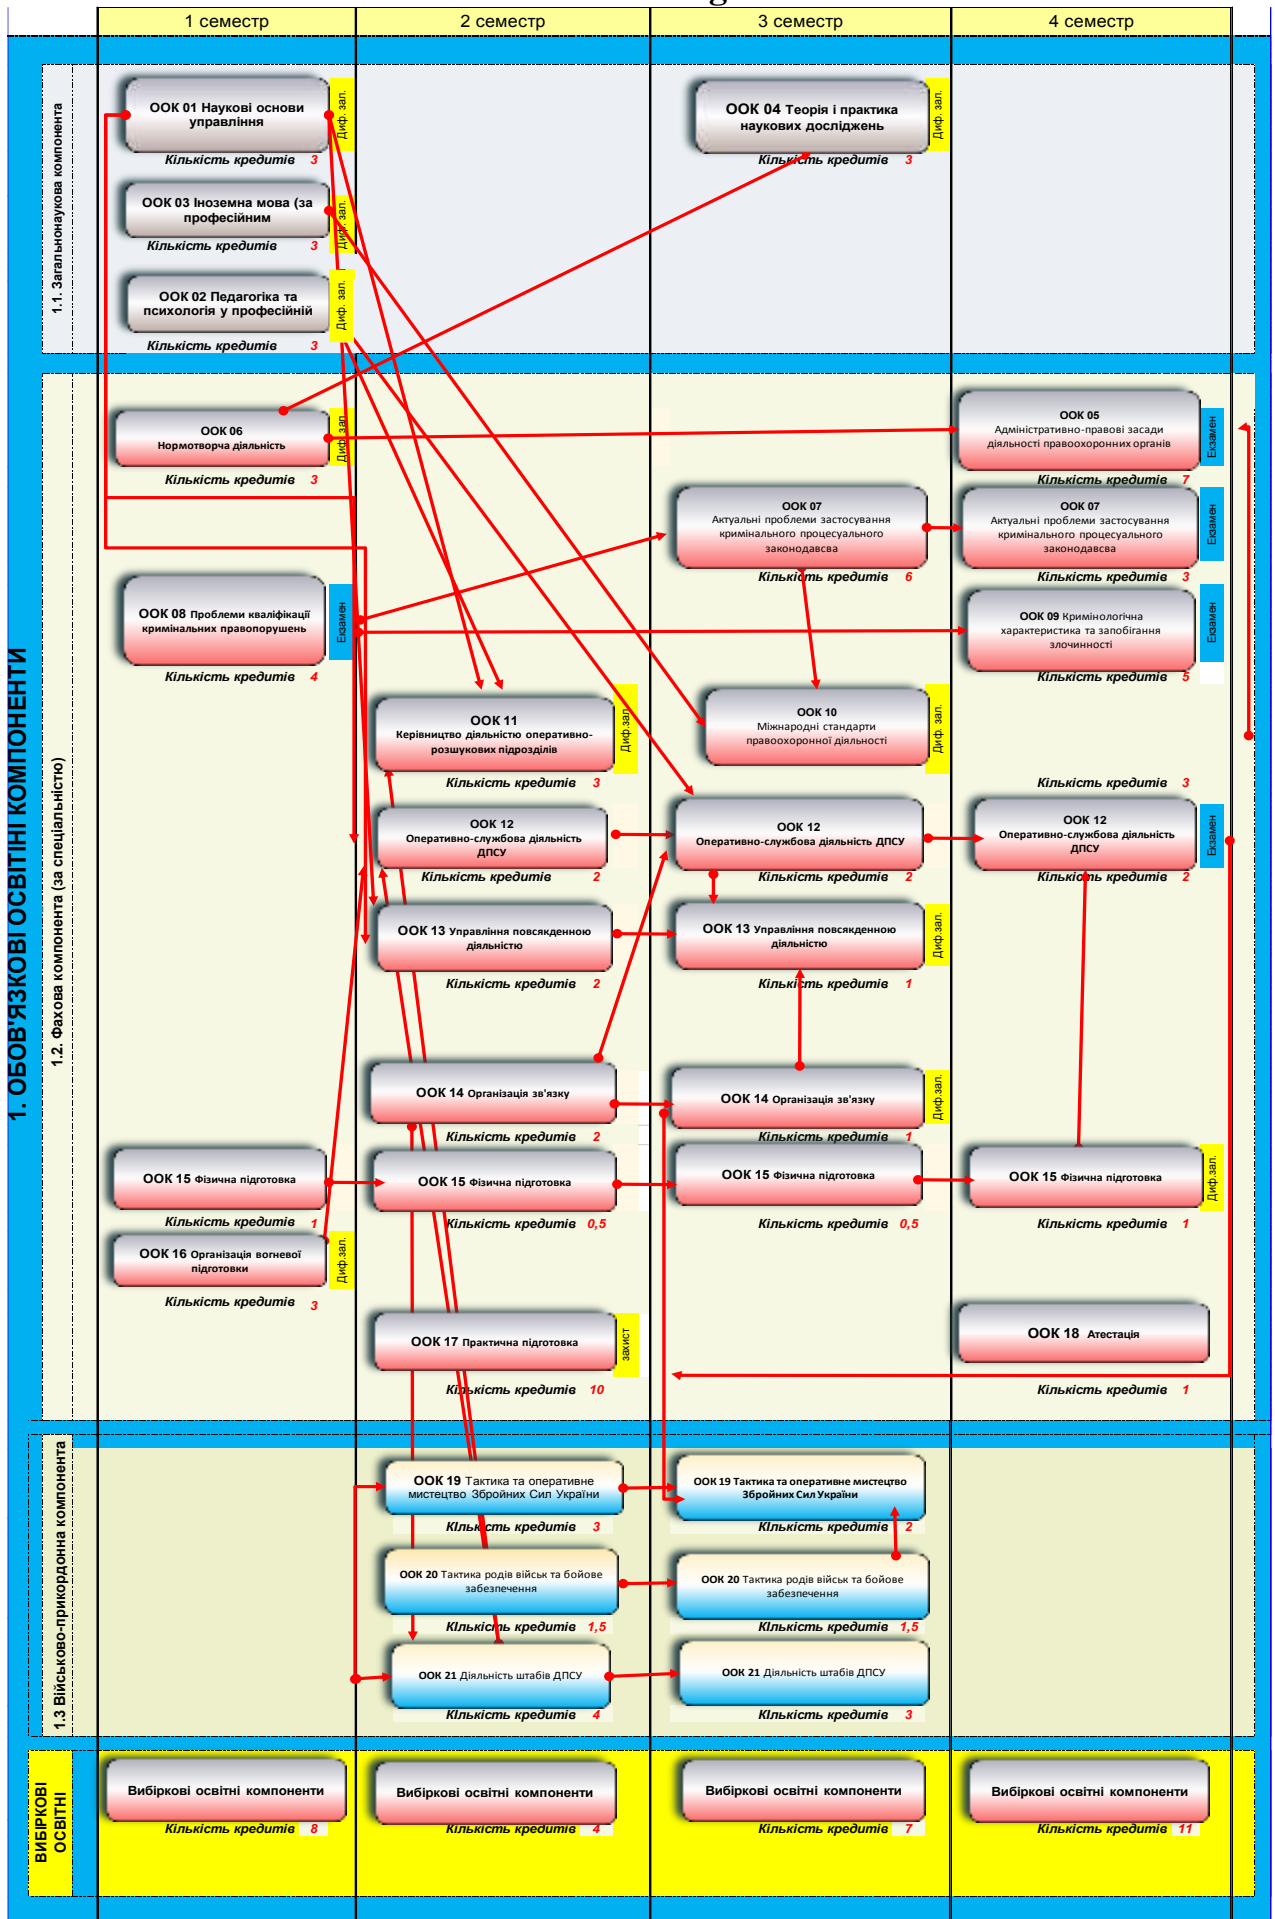 g
1 семестр
2 семестр
3 семестр
4 семестр
1. ОБОВ'ЯЗКОВІ ОСВІТНІ КОМПОНЕНТИ
1.1. Загальнонаукова компонента
ООК 01 Наукові основи
управління
Диф. зал.
Кількість кредитів 3
ООК 04 Теорія і практика
наукових досліджень
Диф. зал.
Кількість кредитів 3
ООК 03 Іноземна мова (за
професійним
Диф. зал.
Кількість кредитів 3
ООК 02 Педагогіка та
психологія у професійній
Диф. зал.
Кількість кредитів 3
1.2. Фахова компонента (за спеціальністю)
ООК 06
Нормотворча діяльність
Диф. зал
Кількість кредитів 3
ООК 05
Адміністративно-правові засади
діяльності правоохоронних органів
Екзамен
Кількість кредитів 7
ООК 07
Актуальні проблеми застосування
кримінального процесуального
законодавсва
Кількість кредитів 6
ООК 07
Актуальні проблеми застосування
кримінального процесуального
законодавсва
Екзамен
Кількість кредитів 3
ООК 08 Проблеми кваліфікації
кримінальних правопорушень
Екзамен
Кількість кредитів 4
ООК 09 Кримінологічна
характеристика та запобігання
злочинності
Екзамен
Кількість кредитів 5
ООК 11
Керівництво діяльністю оперативно-
розшукових підрозділів
Диф.зал
Кількість кредитів 3
ООК 10
Міжнародні стандарти
правоохоронної діяльності
Диф. зал.
Кількість кредитів 3
Кількість кредитів 3
ООК 12
Оперативно-службова діяльність
ДПСУ
Кількість кредитів 2
ООК 12
Оперативно-службова діяльність ДПСУ
Кількість кредитів 2
ООК 12
Оперативно-службова діяльність
ДПСУ
Екзамен
Кількість кредитів 2
ООК 13 Управління повсякденною
діяльністю
Кількість кредитів 2
ООК 13 Управління повсякденною
діяльністю
Диф.зал.
Кількість кредитів 1
ООК 14 Організація зв'язку
Кількість кредитів 2
ООК 14 Організація зв'язку
Диф.зал.
Кількість кредитів 1
ООК 15 Фізична підготовка
Кількість кредитів 1
ООК 15 Фізична підготовка
Кількість кредитів 0,5
ООК 15 Фізична підготовка
Кількість кредитів 0,5
ООК 15 Фізична підготовка
Диф.зал.
Кількість кредитів 1
ООК 16 Організація вогневої
підготовки
Диф.зал.
Кількість кредитів 3
ООК 17 Практична підготовка
захист
Кількість кредитів 10
ООК 18 Атестація
Кількість кредитів 1
1.3 Військово-прикордонна компонента
ООК 19 Тактика та оперативне
мистецтво Збройних Сил України
КІлькість кредитів 3
ООК 19 Тактика та оперативне мистецтво
Збройних Сил України
КІлькість кредитів 2
ООК 20 Тактика родів військ та бойове
забезпечення
КІлькість кредитів 1,5
ООК 20 Тактика родів військ та бойове
забезпечення
КІлькість кредитів 1,5
ООК 21 Діяльність штабів ДПСУ
КІлькість кредитів 4
ООК 21 Діяльність штабів ДПСУ
КІлькість кредитів 3
ВИБІРКОВІ
ОСВІТНІ
Вибіркові освітні компоненти
Кількість кредитів 8
Вибіркові освітні компоненти
Кількість кредитів 4
Вибіркові освітні компоненти
Кількість кредитів 7
Вибіркові освітні компоненти
Кількість кредитів 11